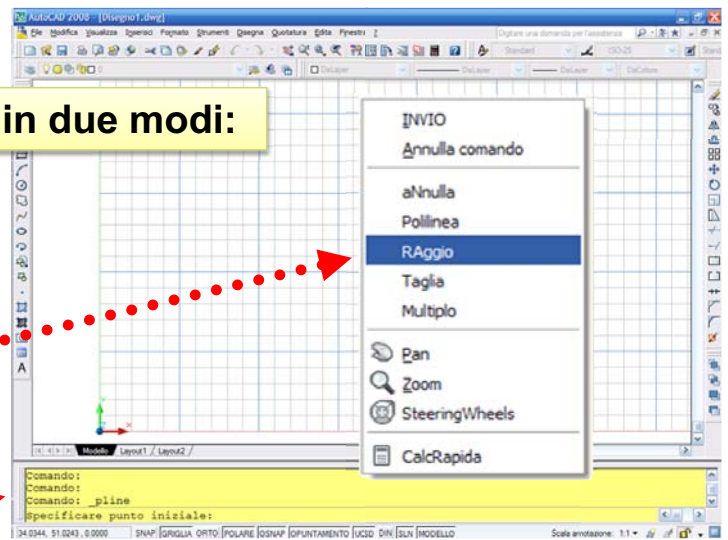 AutoCAD 2008 - [Disegno1.dwg]
File Modifica Visualizza Inserisci Formato Strumenti Disegna Quotatura Edita Finestra ?
Digitare una domanda per l'assistenza
Standard ISO-25 Stand
0 DaLayer DaLayer DaLayer DaColore
in due modi:
INVIO
Annulla comando
aNnulla
Polilinea
RAggio
Taglia
Multiplo
Pan
Zoom
SteeringWheels
CalcRapida
A
X
Modello Layout1 Layout2
Comando:
Comando:
Comando: _pline
Specificare punto iniziale:
34.0344, 51.0243, 0.0000 SNAP GRIGLIA ORTO POLARE OSNAP OPUNTAMENTO UCSD DIN SLN MODELLO Scala annotazione: 1:1